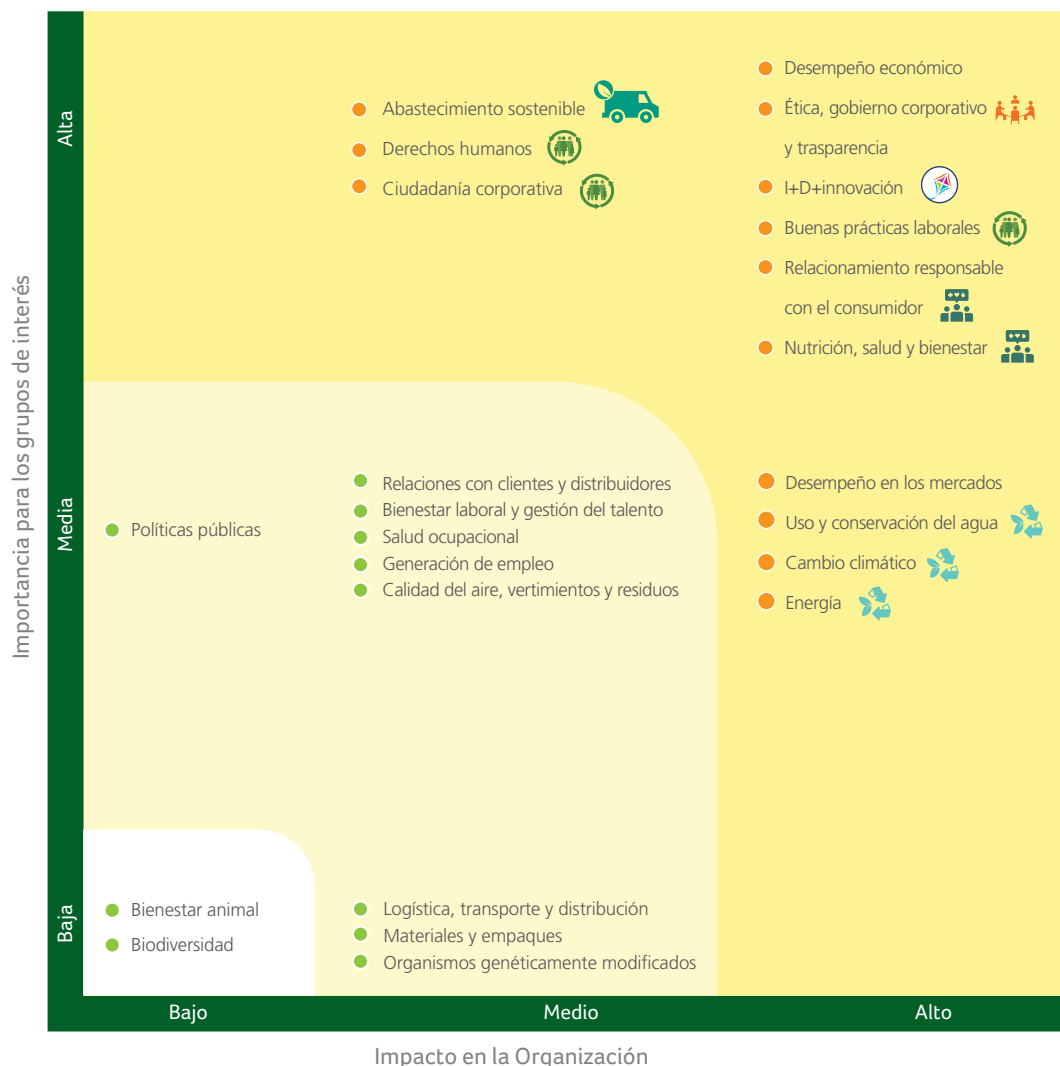 Importancia para los grupos de interés
Alta
Abastecimiento sostenible
Derechos humanos
Ciudadanía corporativa
Desempeño económico
Ética, gobierno corporativo
y trasparencia
I+D+innovación
Buenas prácticas laborales
Relacionamiento responsable
con el consumidor
Nutrición, salud y bienestar
Media
Políticas públicas
Relaciones con clientes y distribuidores
Bienestar laboral y gestión del talento
Salud ocupacional
Generación de empleo
Calidad del aire, vertimientos y residuos
Desempeño en los mercados
Uso y conservación del agua
Cambio climático
Energía
Baja
Bienestar animal
Biodiversidad
Logística, transporte y distribución
Materiales y empaques
Organismos genéticamente modificados
Bajo
Medio
Alto
Impacto en la Organización